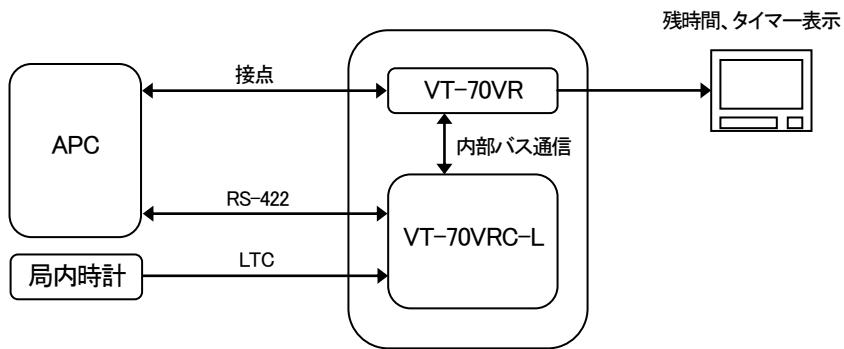 残時間、タイマー表示
接点
VT-70VR
APC
内部バス通信
RS-422
VT-70VRC-L
LTC
局内時計